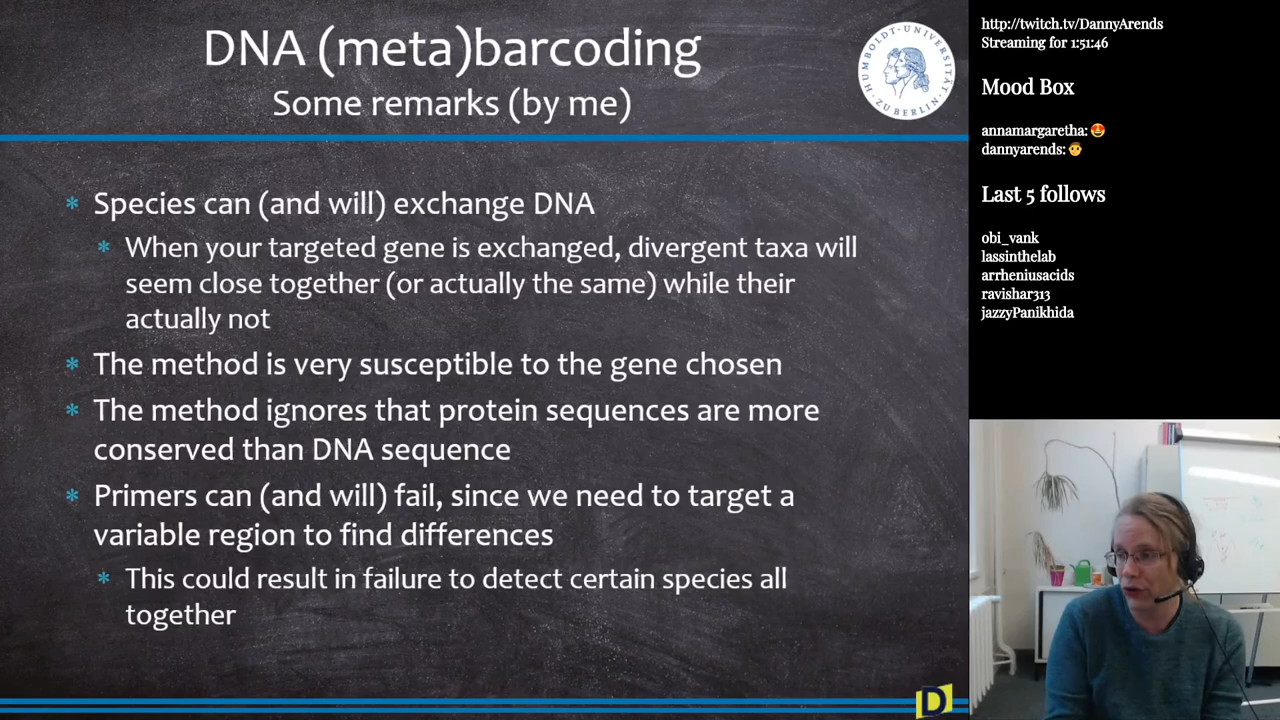 DNA (meta)barcoding
Some remarks (by me)
HUMBOLDT-UNIVERSITÄT
ZU BERLIN
Species can (and will) exchange DNA
When your targeted gene is exchanged, divergent taxa will
seem close together (or actually the same) while their
actually not
The method is very susceptible to the gene chosen
The method ignores that protein sequences are more
conserved than DNA sequence
Primers can (and will) fail, since we need to target a
variable region to find differences
This could result in failure to detect certain species all
together
D
http://twitch.tv/DannyArends
Streaming for 1:51:46
Mood Box
annamargaretha: 😍
dannyarends: 👨
Last 5 follows
obi_vank
lassinthelab
arrheniusacids
ravishar313
jazzyPanikhida